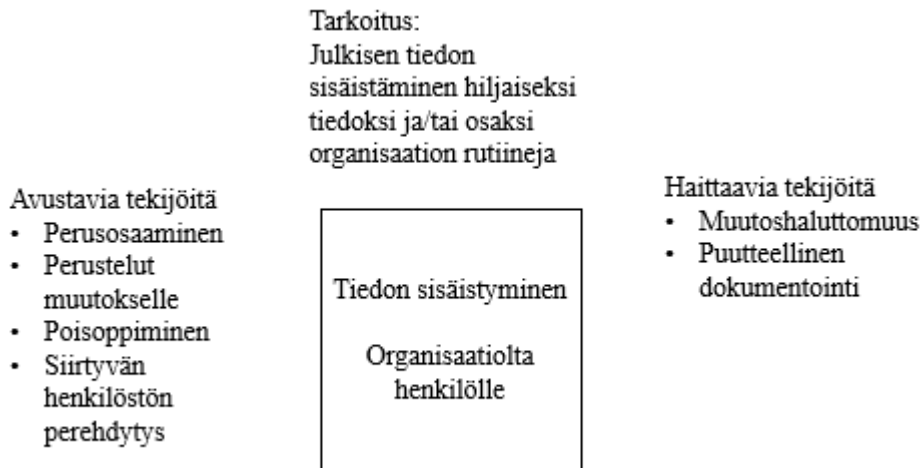 Tarkoitus:
Julkisen tiedon
sisäistäminen hiljaiseksi
tiedoksi ja/tai osaksi
organisaation rutiineja
Avustavia tekijöitä
• Perusosaaminen
• Perustelut
muutokselle
• Poisoppiminen
• Siirtyvän
henkilöstön
perehdytys
Tiedon sisäistyminen
Organisaatiolta
henkilölle
Haittaavia tekijöitä
• Muutoshaluttomuus
• Puutteellinen
dokumentointi